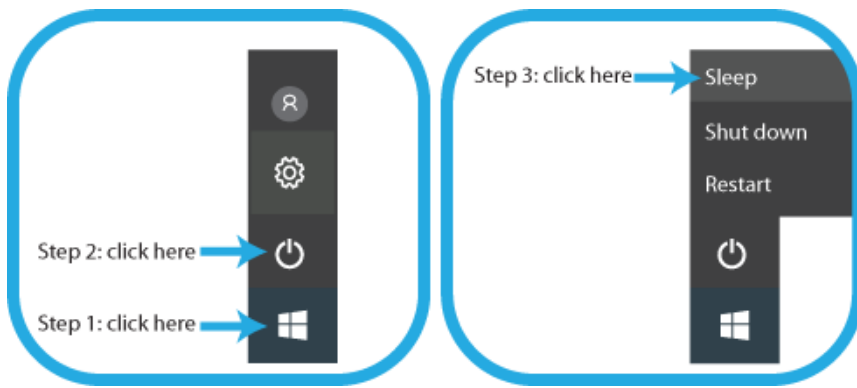 Step 2: click here
Step 1: click here
Step 3: click here
Sleep
Shut down
Restart